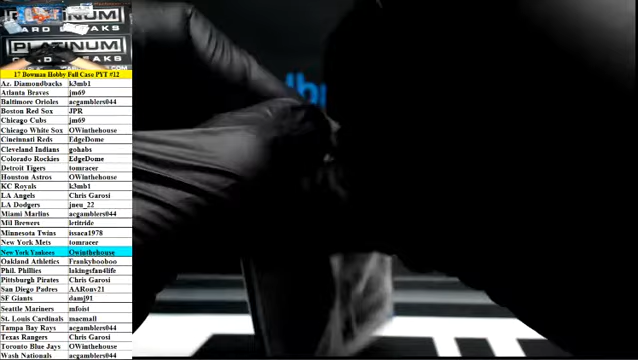 PLATINUM
PLATINUM
17 Bowman Hobby Full Case PYT #12
Az. Diamondbacks k3mb1
Atlanta Braves jm69
Baltimore Orioles acgamblers044
Boston Red Sox JPR
Chicago Cubs jm69
Chicago White Sox OWinthehouse
Cincinnati Reds EdgeDome
Cleveland Indians gohabs
Colorado Rockies EdgeDome
Detroit Tigers tomracer
Houston Astros OWinthehouse
KC Royals k3mb1
LA Angels Chris Garosi
LA Dodgers jneu_22
Miami Marlins acgamblers044
Mil Brewers letitride
Minnesota Twins issaca1978
New York Mets tomracer
New York Yankees Owinthehouse
Oakland Athletics Frankybooboo
Phil. Phillies lakingsfan4life
Pittsburgh Pirates Chris Garosi
San Diego Padres AARonv21
SF Giants damj91
Seattle Mariners mfoist
St. Louis Cardinals macmail
Tampa Bay Rays acgamblers044
Texas Rangers Chris Garosi
Toronto Blue Jays OWinthehouse
Wash Nationals acgamblers044